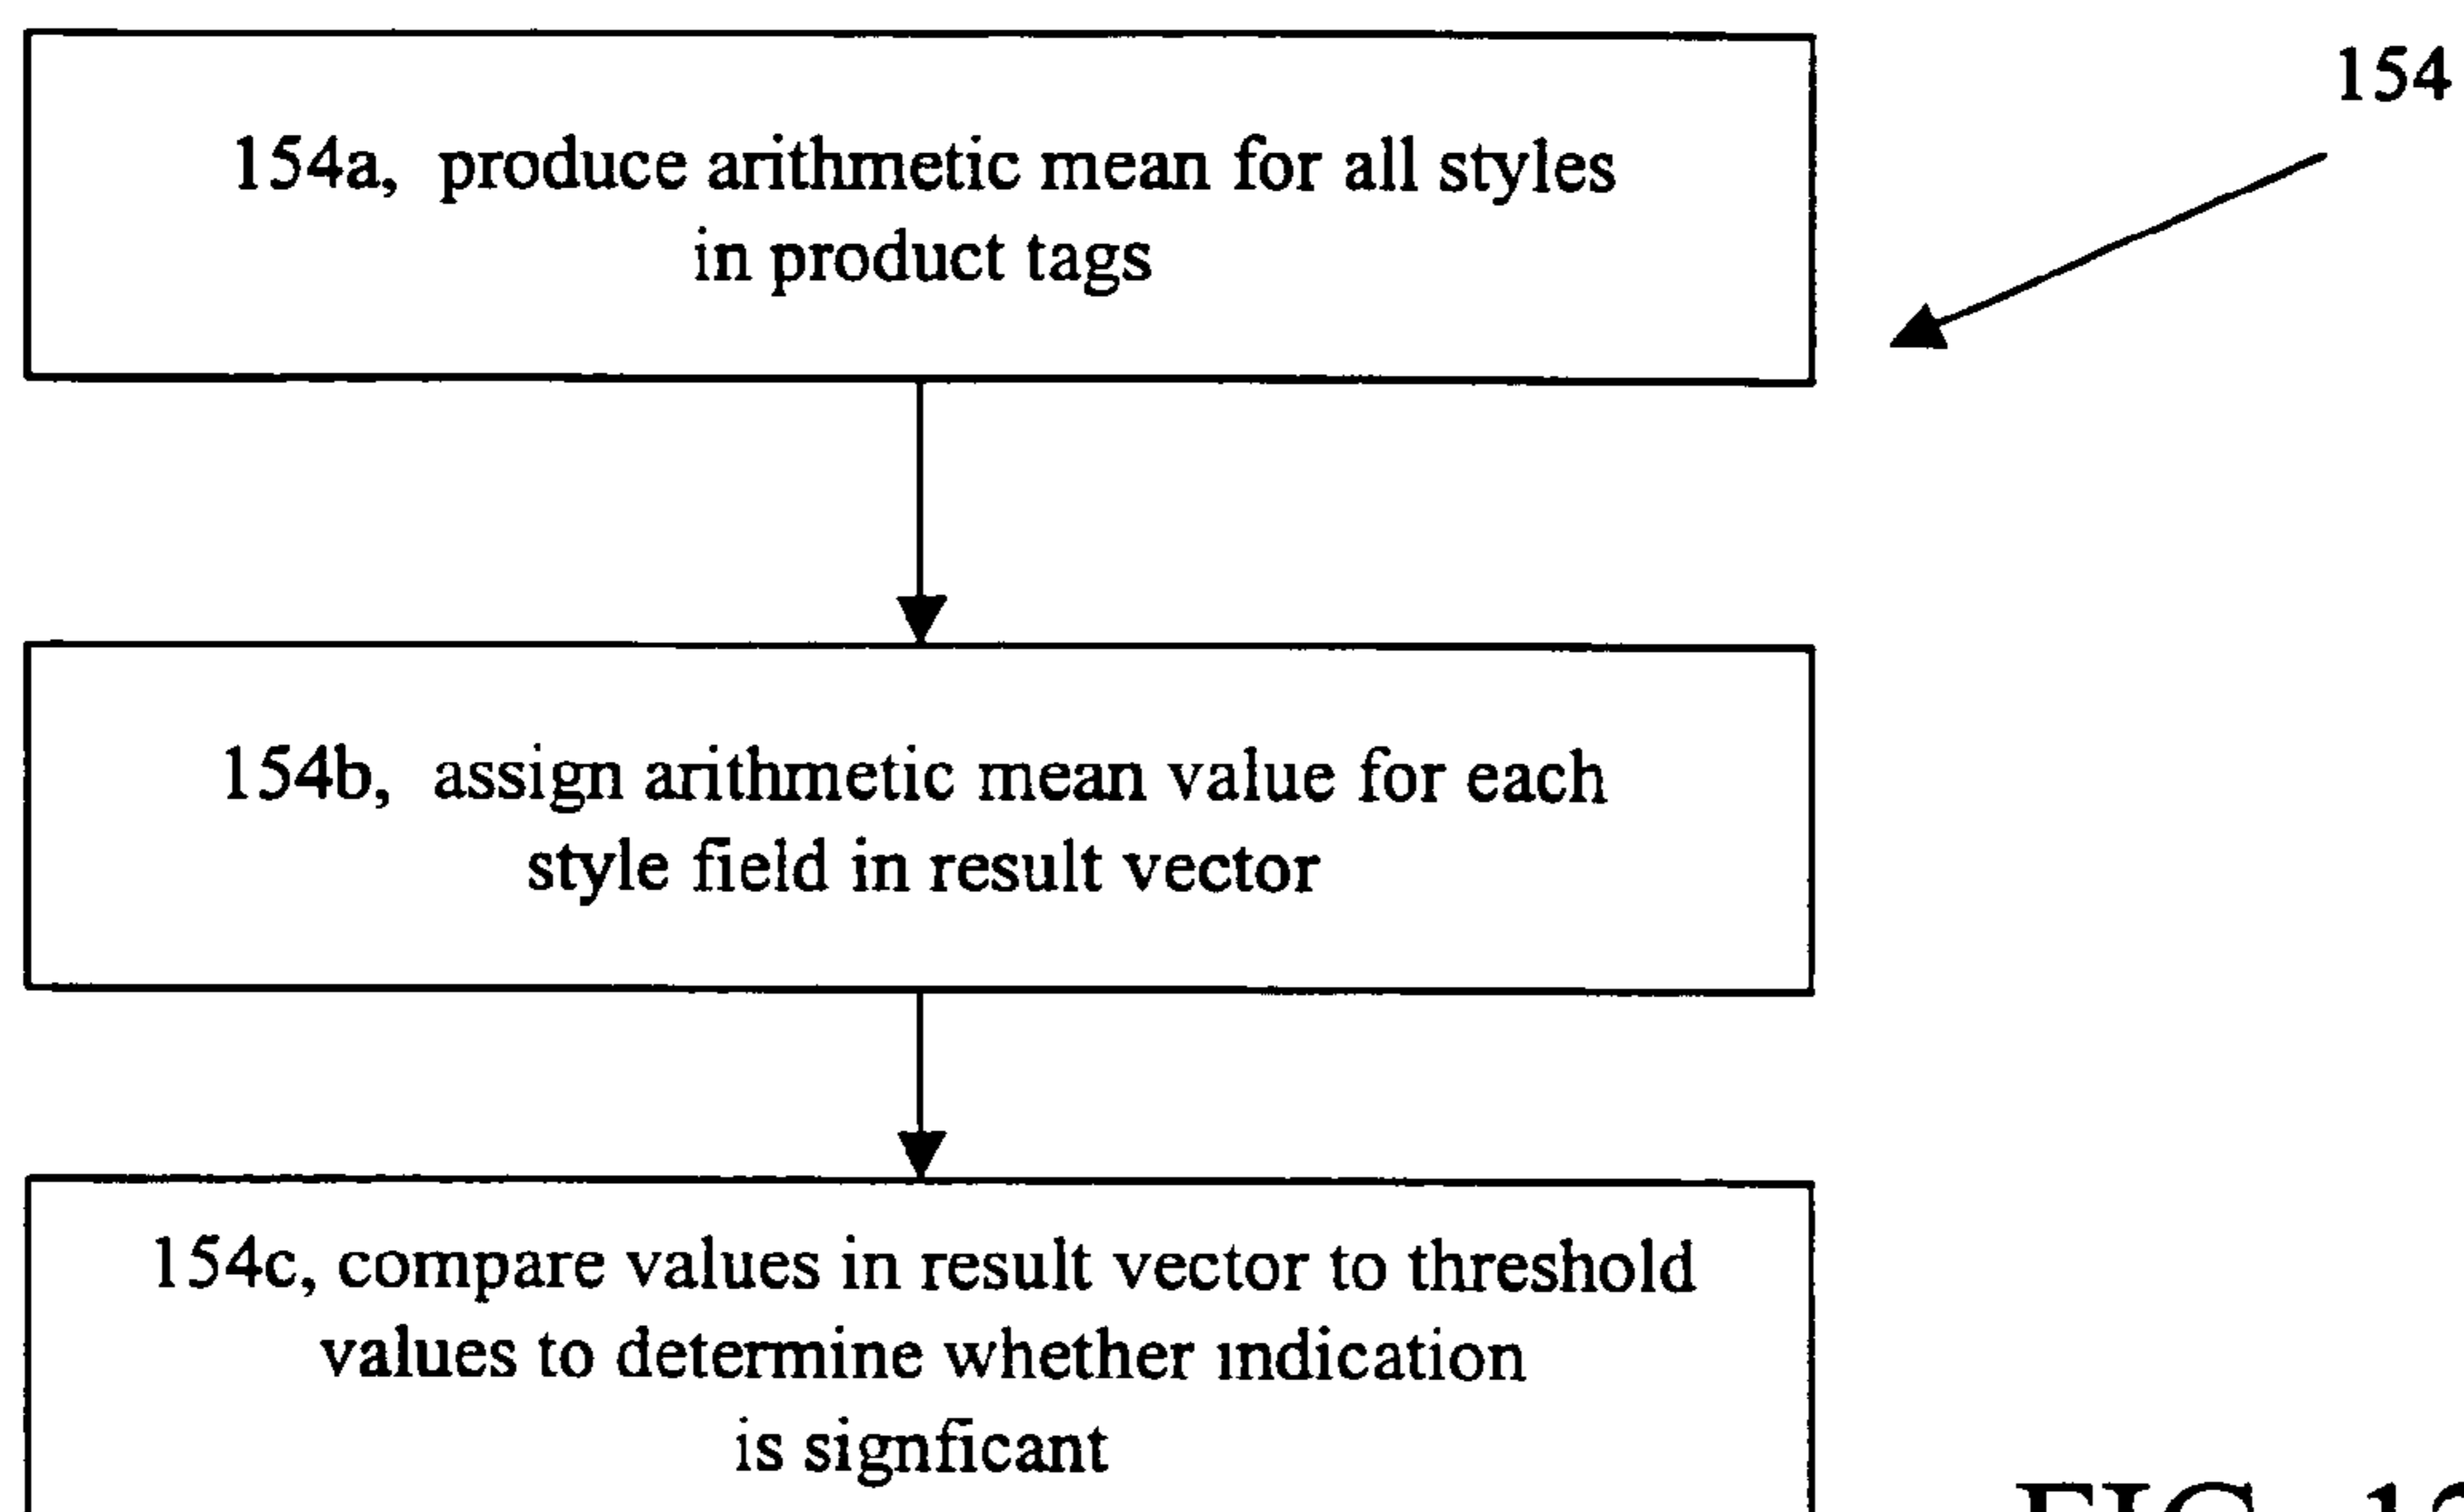 154
154a, produce arithmetic mean for all styles
in product tags
154b, assign arithmetic mean value for each
style field in result vector
154c, compare values in result vector to threshold
values to determine whether indication
is signficant
FIG.